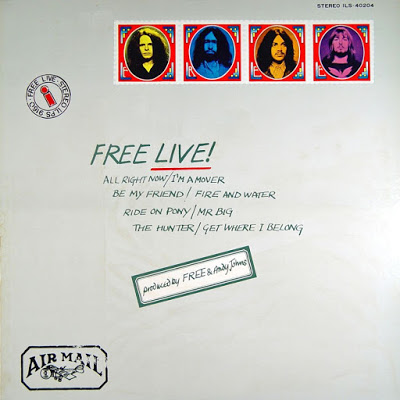 STEREO ILS-40204
F R E E
FREE LIVE · STEREO ILPS 9160
i
FREE LIVE!
ALL RIGHT NOW/I'M A MOVER
BE MY FRIEND/FIRE AND WATER
RIDE ON PONY/MR BIG
THE HUNTER/GET WHERE I BELONG
produced by FREE & Andy Johns
AIR MAIL